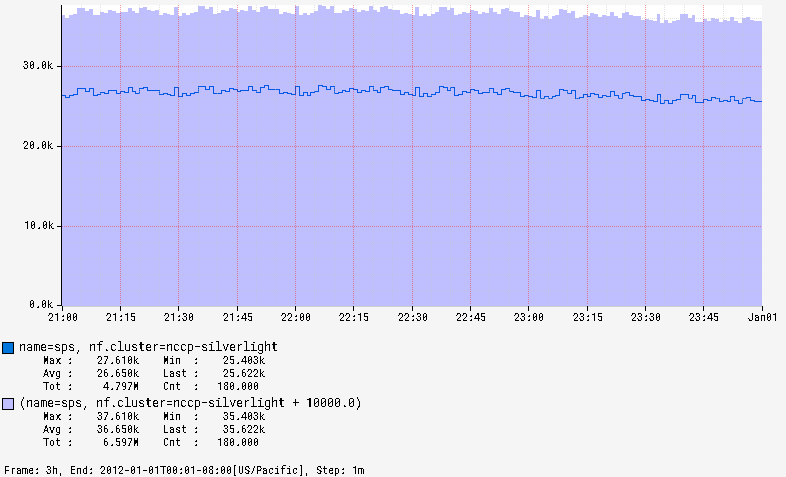 30.0k
20.0k
10.0k
0.0k
21:00 21:15 21:30 21:45 22:00 22:15 22:30 22:45 23:00 23:15 23:30 23:45 Jan01
name=sps, nf.cluster=nccp-silverlight
Max : 27.610k Min : 25.403k
Avg : 26.650k Last : 25.622k
Tot : 4.797M Cnt : 180.000
(name=sps, nf.cluster=nccp-silverlight + 10000.0)
Max : 37.610k Min : 35.403k
Avg : 36.650k Last : 35.622k
Tot : 6.597M Cnt : 180.000
Frame: 3h, End: 2012-01-01T00:01-08:00[US/Pacific], Step: 1m